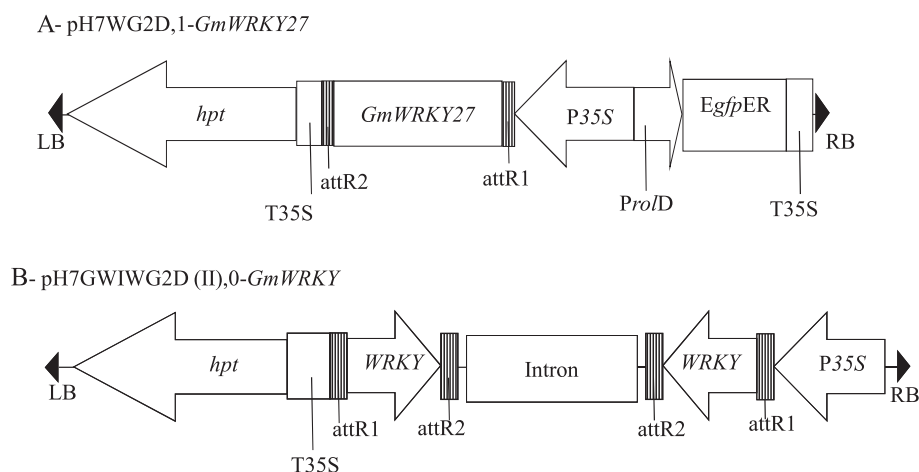 A- pH7WG2D,1-GmWRKY27
hpt
GmWRKY27
P35S
EgfpER
LB
RB
attR2
attR1
T35S
ProlD
T35S
B- pH7GWIWG2D (II),0-GmWRKY
hpt
WRKY
Intron
WRKY
P35S
LB
RB
attR1
attR2
attR2
attR1
T35S